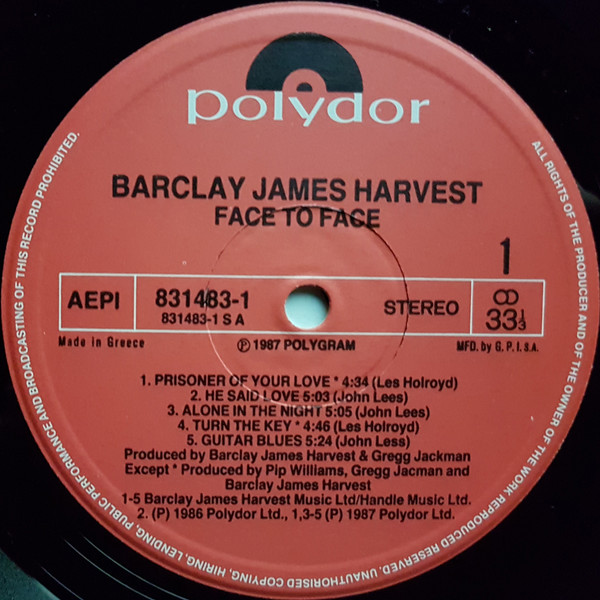 polydor
BARCLAY JAMES HARVEST
FACE TO FACE
1
AEPI
831483-1
831483-1 S A
STEREO
33⅓
Made in Greece
℗ 1987 POLYGRAM
MFD. by G. P. I. S.A.
1. PRISONER OF YOUR LOVE * 4:34 (Les Holroyd)
2. HE SAID LOVE 5:03 (John Lees)
3. ALONE IN THE NIGHT 5:05 (John Lees)
4. TURN THE KEY * 4:46 (Les Holroyd)
5. GUITAR BLUES 5:24 (John Less)
Produced by Barclay James Harvest & Gregg Jackman
Except * Produced by Pip Williams, Gregg Jacman and
Barclay James Harvest
1-5 Barclay James Harvest Music Ltd/Handle Music Ltd.
2. (P) 1986 Polydor Ltd., 1,3-5 (P) 1987 Polydor Ltd.
ALL RIGHTS OF THE PRODUCER AND OF THE OWNER OF THE WORK REPRODUCED RESERVED. UNAUTHORISED COPYING, HIRING, LENDING, PUBLIC PERFORMANCE AND BROADCASTING OF THIS RECORD PROHIBITED.